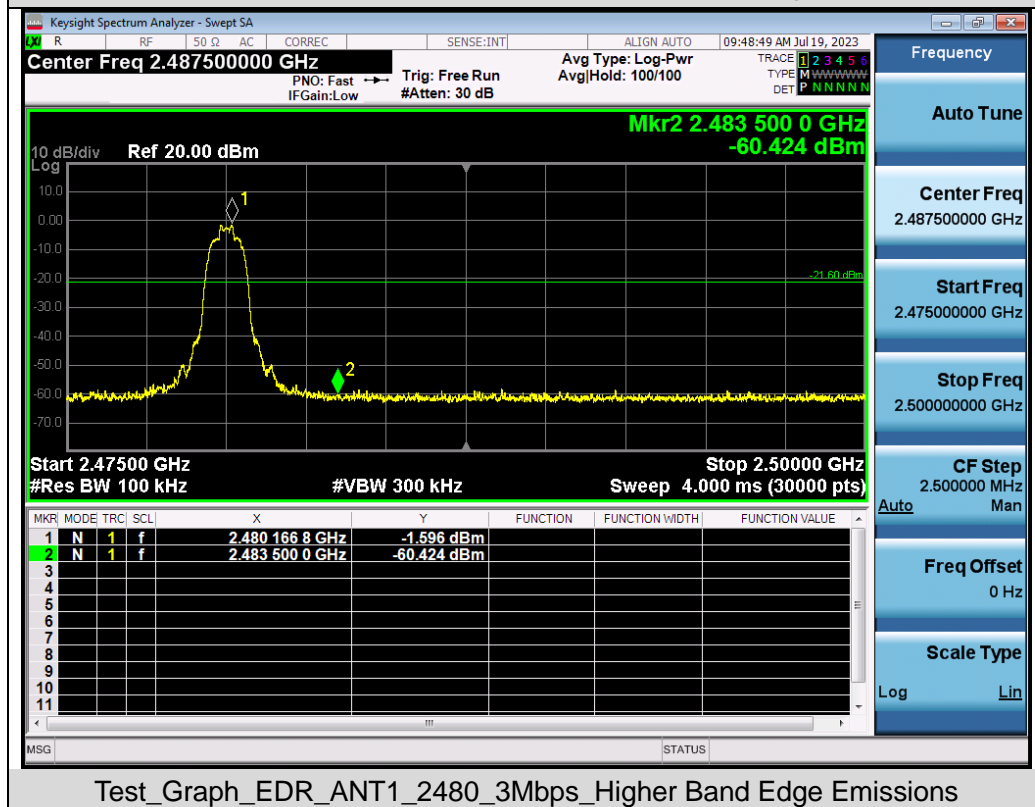 Keysight Spectrum Analyzer - Swept SA
LXI R RF 50 Ω AC CORREC SENSE:INT ALIGN AUTO 09:48:49 AM Jul 19, 2023
Center Freq 2.487500000 GHz
PNO: Fast
IFGain:Low
Trig: Free Run
#Atten: 30 dB
Avg Type: Log-Pwr
Avg|Hold: 100/100
TRACE 1 2 3 4 5 6
TYPE M WWWWW
DET P N N N N N
Mkr2 2.483 500 0 GHz
-60.424 dBm
10 dB/div Ref 20.00 dBm
Log
10.0
0.00
-10.0
-20.0
-30.0
-40.0
-50.0
-60.0
-70.0
1
2
-21.60 dBm
Start 2.47500 GHz Stop 2.50000 GHz
#Res BW 100 kHz #VBW 300 kHz Sweep 4.000 ms (30000 pts)
MKR MODE TRC SCL X Y FUNCTION FUNCTION WIDTH FUNCTION VALUE
1 N 1 f 2.480 166 8 GHz -1.596 dBm
2 N 1 f 2.483 500 0 GHz -60.424 dBm
3
4
5
6
7
8
9
10
11
MSG STATUS
Frequency
Auto Tune
Center Freq
2.487500000 GHz
Start Freq
2.475000000 GHz
Stop Freq
2.500000000 GHz
CF Step
2.500000 MHz
Auto Man
Freq Offset
0 Hz
Scale Type
Log Lin
Test_Graph_EDR_ANT1_2480_3Mbps_Higher Band Edge Emissions